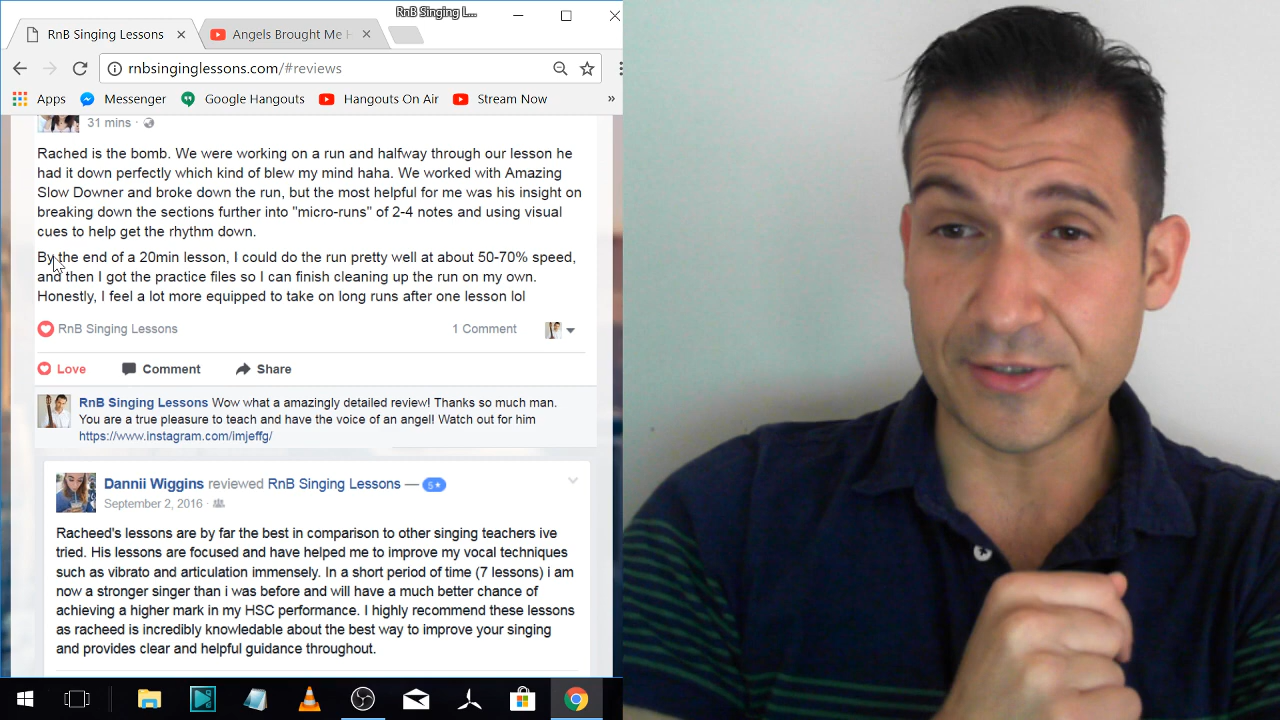 RnB Singing L...
RnB Singing Lessons
Angels Brought Me H
rnbsinginglessons.com/#reviews
Apps Messenger Google Hangouts Hangouts On Air Stream Now »
31 mins ·
Rached is the bomb. We were working on a run and halfway through our lesson he
had it down perfectly which kind of blew my mind haha. We worked with Amazing
Slow Downer and broke down the run, but the most helpful for me was his insight on
breaking down the sections further into "micro-runs" of 2-4 notes and using visual
cues to help get the rhythm down.
By the end of a 20min lesson, I could do the run pretty well at about 50-70% speed,
and then I got the practice files so I can finish cleaning up the run on my own.
Honestly, I feel a lot more equipped to take on long runs after one lesson lol
RnB Singing Lessons 1 Comment
Love Comment Share
RnB Singing Lessons Wow what a amazingly detailed review! Thanks so much man.
You are a true pleasure to teach and have the voice of an angel! Watch out for him
https://www.instagram.com/imjeffg/
Dannii Wiggins reviewed RnB Singing Lessons — 5★
September 2, 2016 ·
Racheed's lessons are by far the best in comparison to other singing teachers ive
tried. His lessons are focused and have helped me to improve my vocal techniques
such as vibrato and articulation immensely. In a short period of time (7 lessons) i am
now a stronger singer than i was before and will have a much better chance of
achieving a higher mark in my HSC performance. I highly recommend these lessons
as racheed is incredibly knowledable about the best way to improve your singing
and provides clear and helpful guidance throughout.